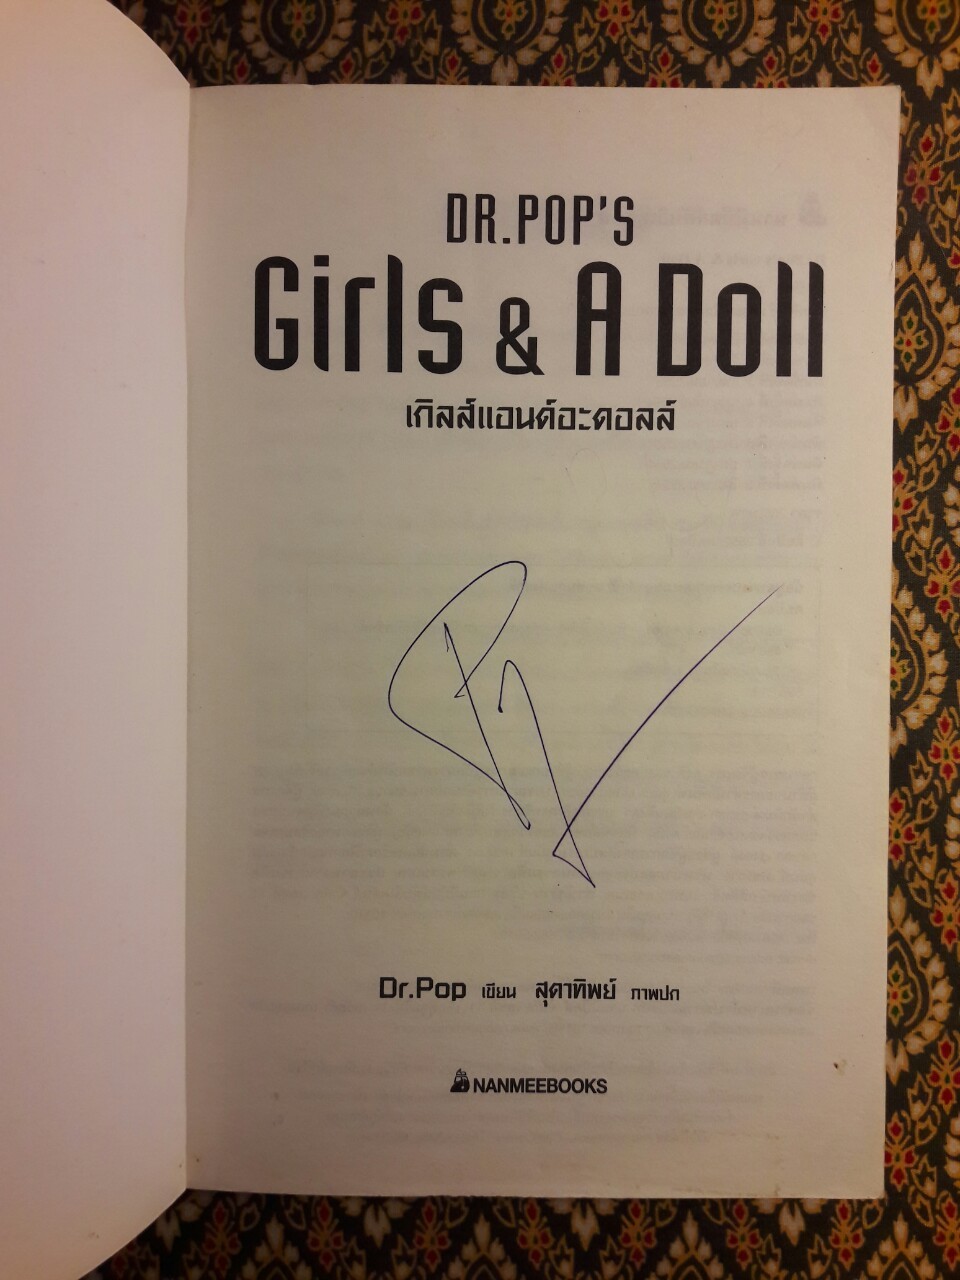 DR.POP'S
Girls & A Doll
เกิลส์แอนด์อะดอลล์
Dr.Pop เขียน สุดาทิพย์ ภาพปก
NANMEEBOOKS